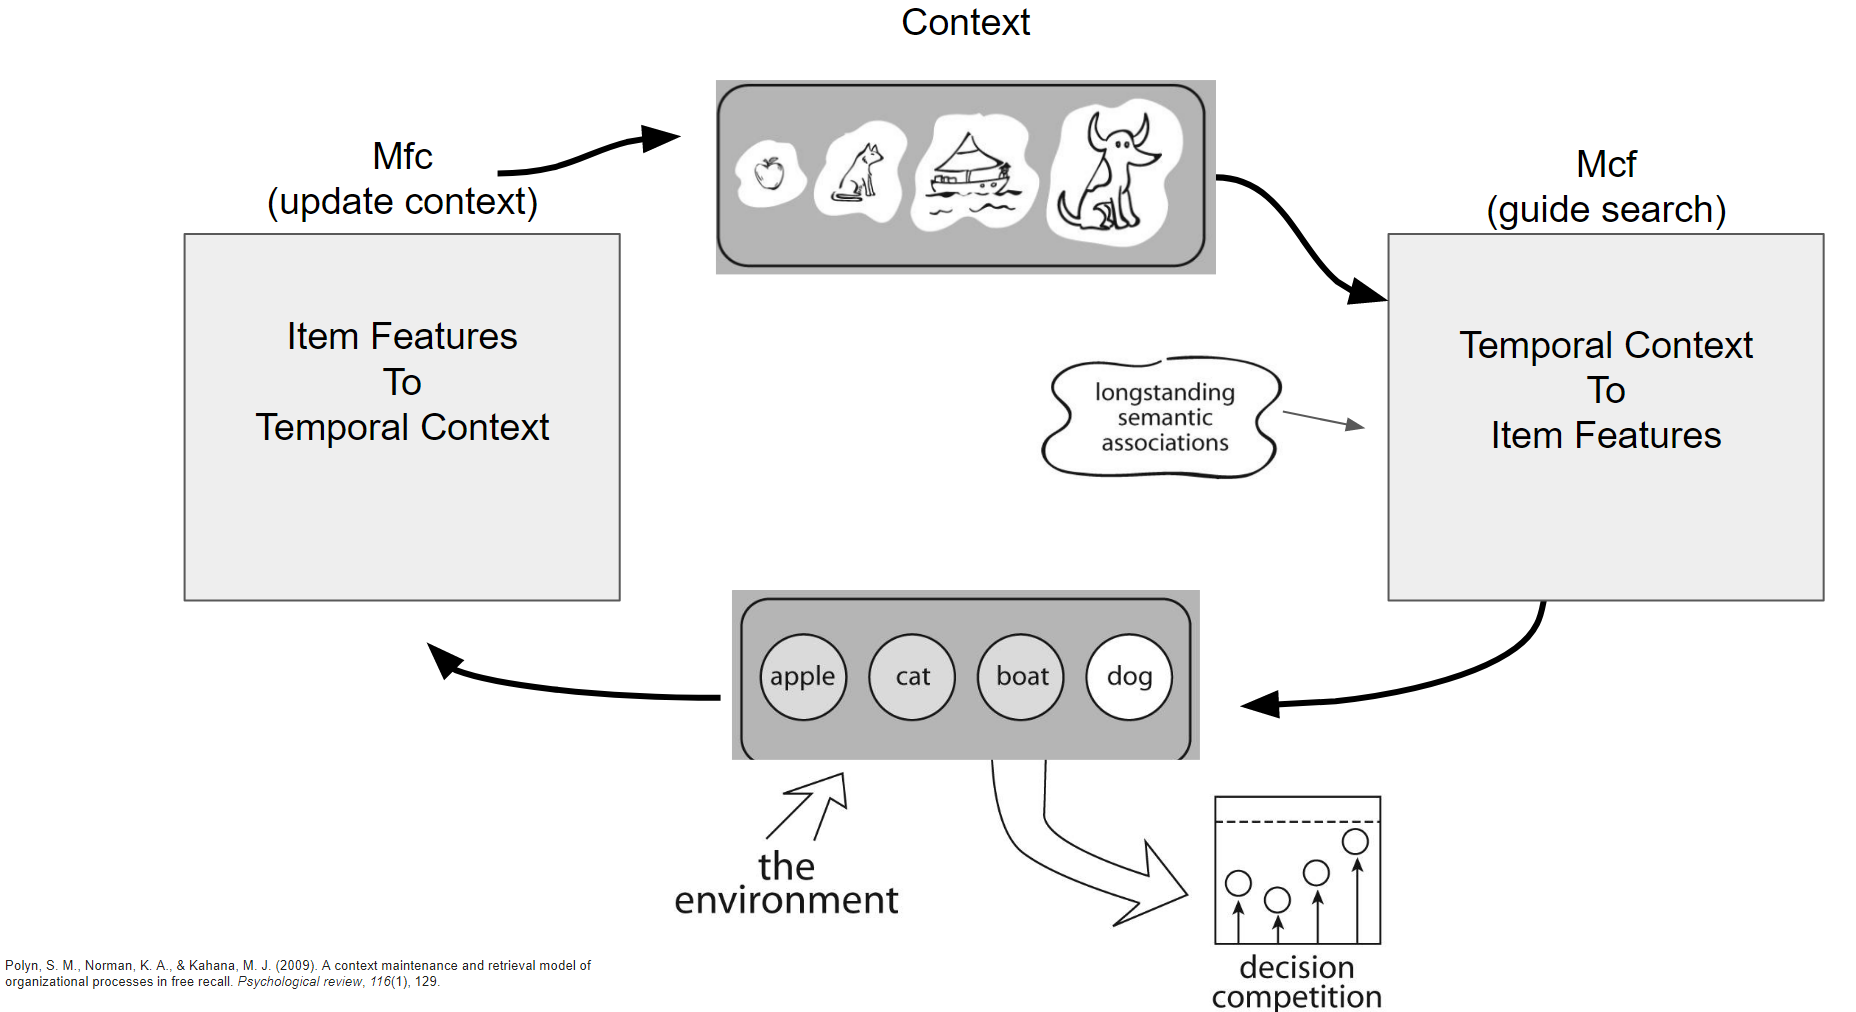 Context
Mfc
(update context)
Mcf
(guide search)
Item Features
To
Temporal Context
longstanding
semantic
associations
Temporal Context
To
Item Features
apple
cat
boat
dog
the
environment
decision
competition
Polyn, S. M., Norman, K. A., & Kahana, M. J. (2009). A context maintenance and retrieval model of
organizational processes in free recall. Psychological review, 116(1), 129.